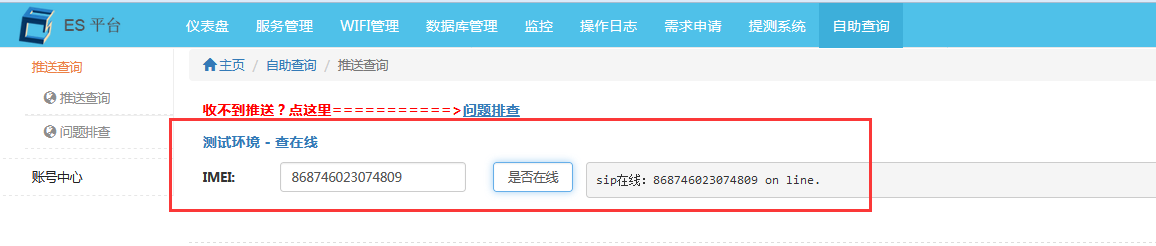 ES 平台 仪表盘 服务管理 WIFI管理 数据库管理 监控 操作日志 需求申请 提测系统 自助查询
推送查询
推送查询
问题排查
账号中心
主页 / 自助查询 / 推送查询
收不到推送？点这里===========>问题排查
测试环境 - 查在线
IMEI: 868746023074809 是否在线 sip在线: 868746023074809 on line.